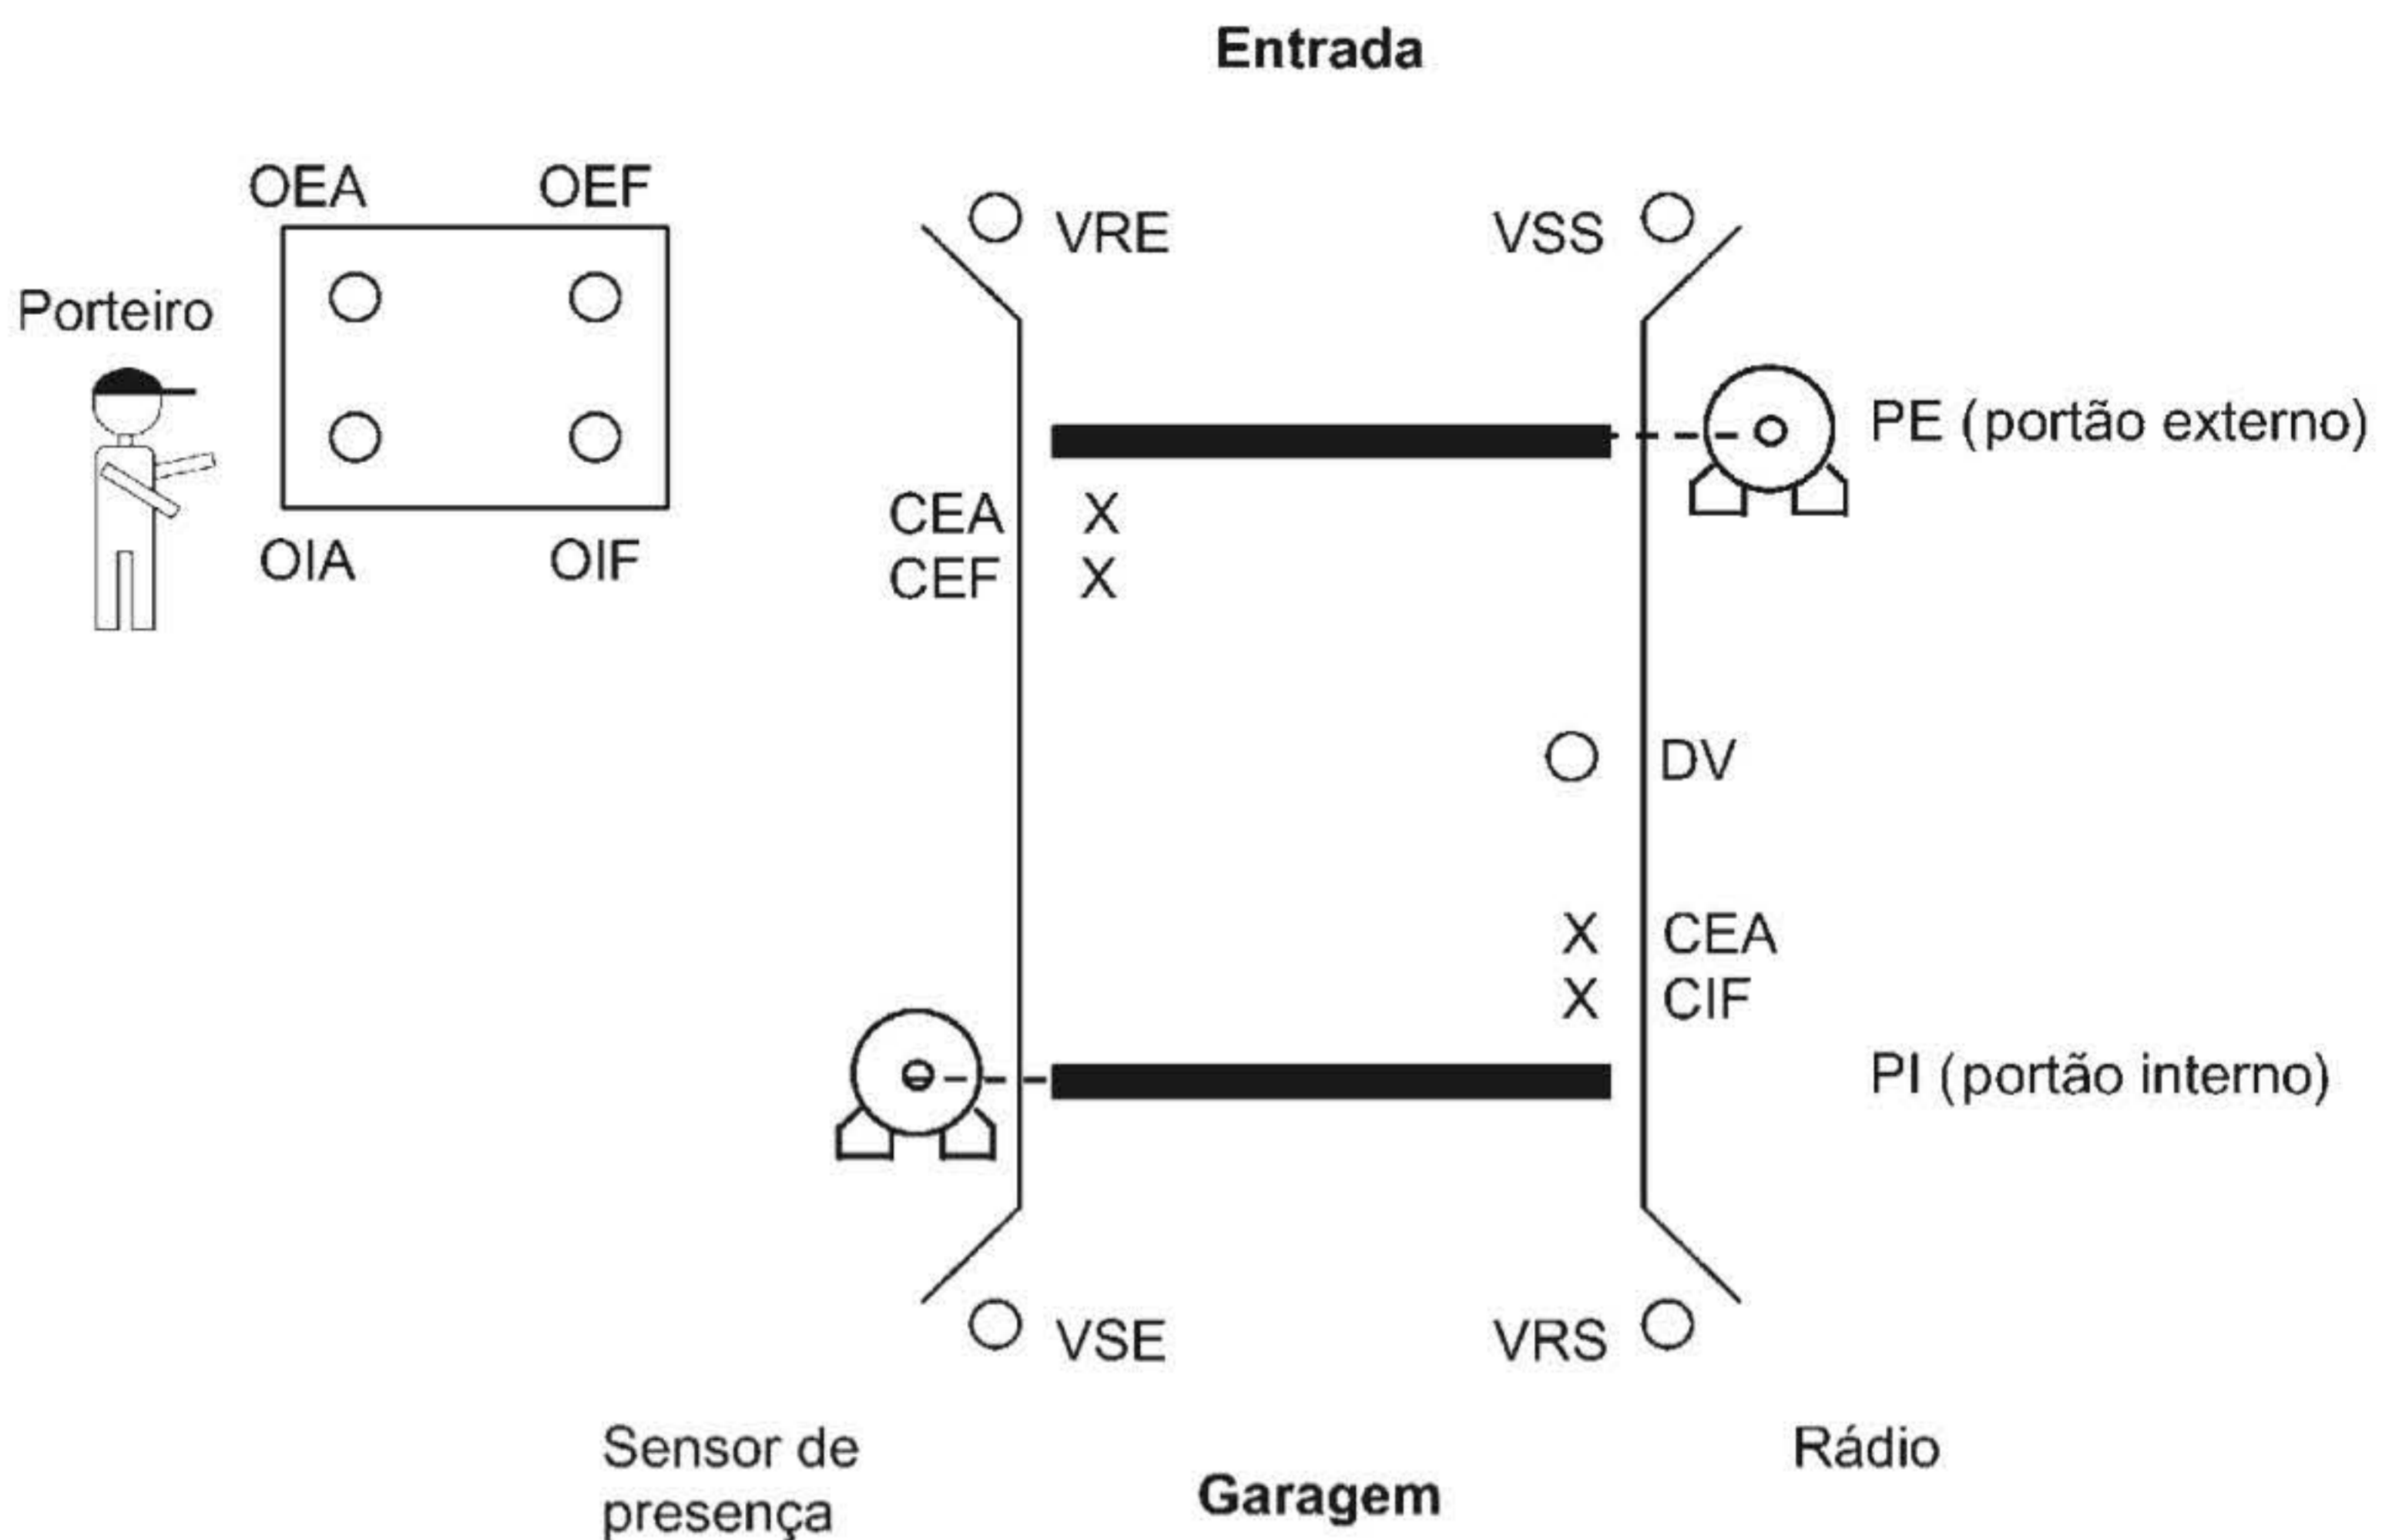 Entrada
OEA OEF
VRE VSS
Porteiro
PE (portão externo)
CEA X
CEF X
OIA OIF
DV
X CEA
X CIF
PI (portão interno)
VSE VRS
Sensor de
presença
Rádio
Garagem